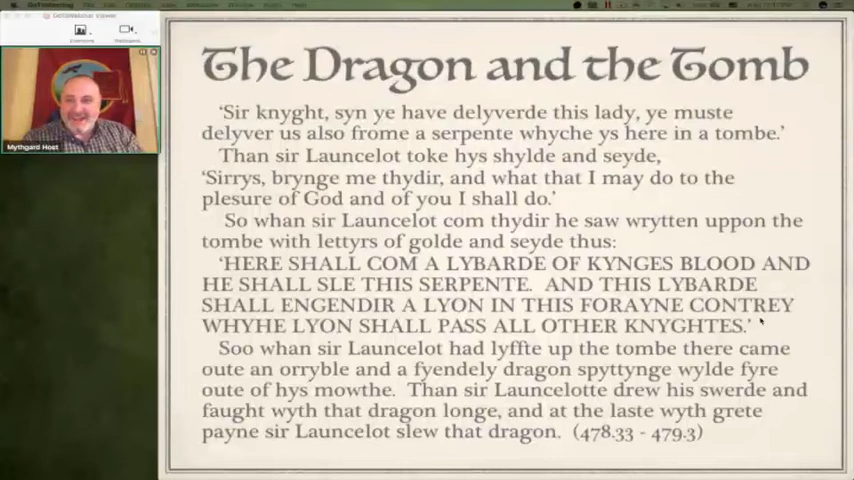 GoToWebinar Viewer
Mythgard Host
The Dragon and the Tomb
‘Sir knyght, syn ye have delyverde this lady, ye muste
delyver us also frome a serpente whyche ys here in a tombe.’
Than sir Launcelot toke hys shylde and seyde,
‘Sirrys, brynge me thydir, and what that I may do to the
plesure of God and of you I shall do.’
So whan sir Launcelot com thydir he saw wrytten uppon the
tombe with lettyrs of golde and seyde thus:
‘HERE SHALL COM A LYBARDE OF KYNGES BLOOD AND
HE SHALL SLE THIS SERPENTE. AND THIS LYBARDE
SHALL ENGENDIR A LYON IN THIS FORAYNE CONTREY
WHYHE LYON SHALL PASS ALL OTHER KNYGHTES.’
Soo whan sir Launcelot had lyffte up the tombe there came
oute an orryble and a fyendely dragon spyttynge wylde fyre
oute of hys mowthe. Than sir Launcelotte drew his swerde and
faught wyth that dragon longe, and at the laste wyth grete
payne sir Launcelot slew that dragon. (478.33 - 479.3)